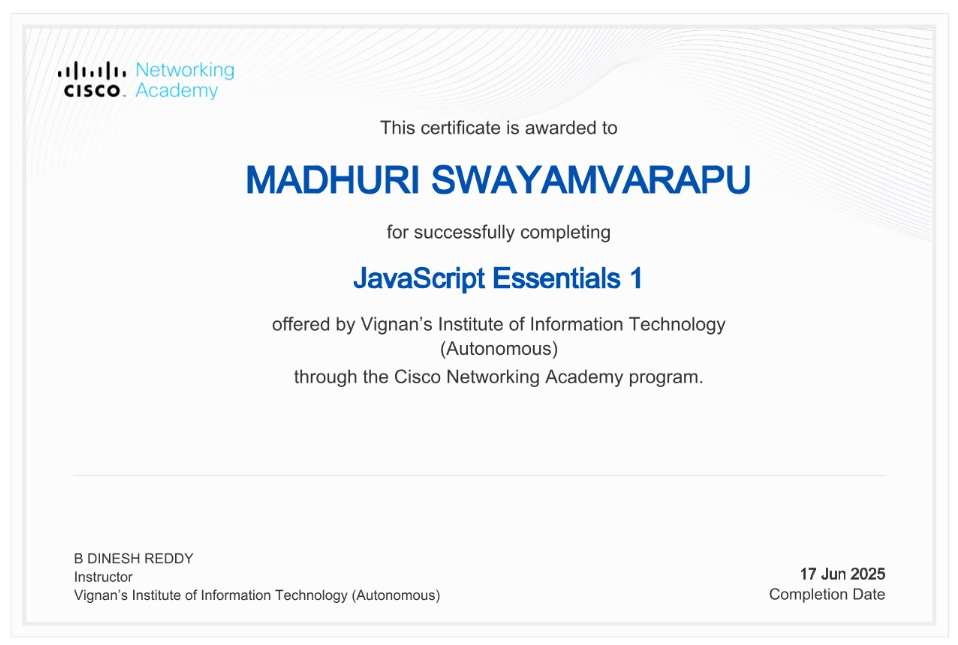 CISCO Networking Academy
This certificate is awarded to
MADHURI SWAYAMVARAPU
for successfully completing
JavaScript Essentials 1
offered by Vignan’s Institute of Information Technology
(Autonomous)
through the Cisco Networking Academy program.
B DINESH REDDY
Instructor
Vignan’s Institute of Information Technology (Autonomous)
17 Jun 2025
Completion Date